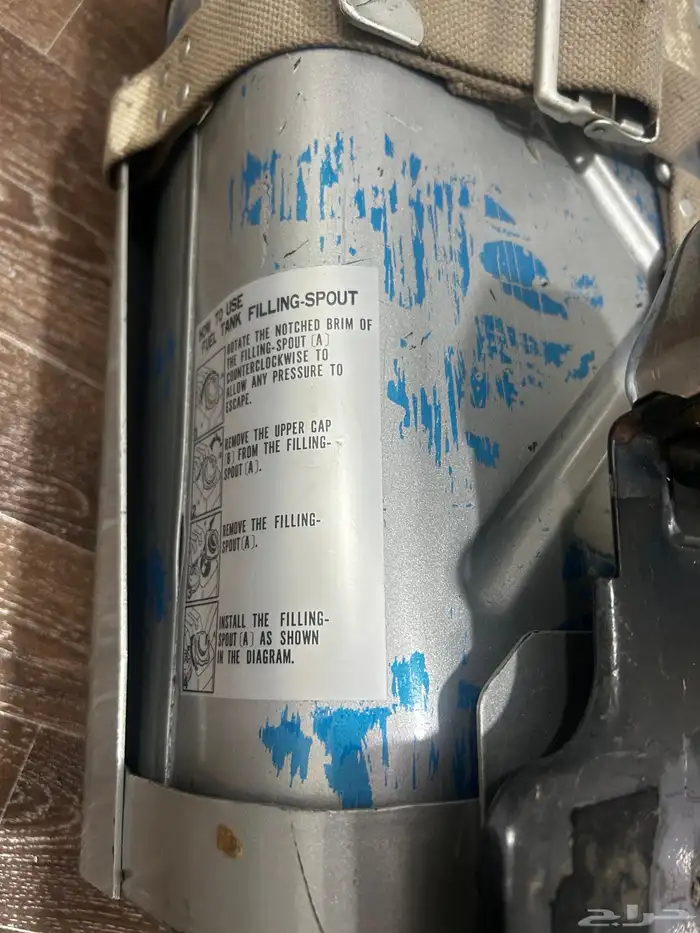 HOW TO USE
FUEL TANK FILLING-SPOUT
ROTATE THE NOTCHED BRIM OF
THE FILLING-SPOUT (A)
COUNTERCLOCKWISE TO
ALLOW ANY PRESSURE TO
ESCAPE.
REMOVE THE UPPER CAP
(B) FROM THE FILLING-
SPOUT (A).
REMOVE THE FILLING-
SPOUT (A).
INSTALL THE FILLING-
SPOUT (A) AS SHOWN
IN THE DIAGRAM.
حراج